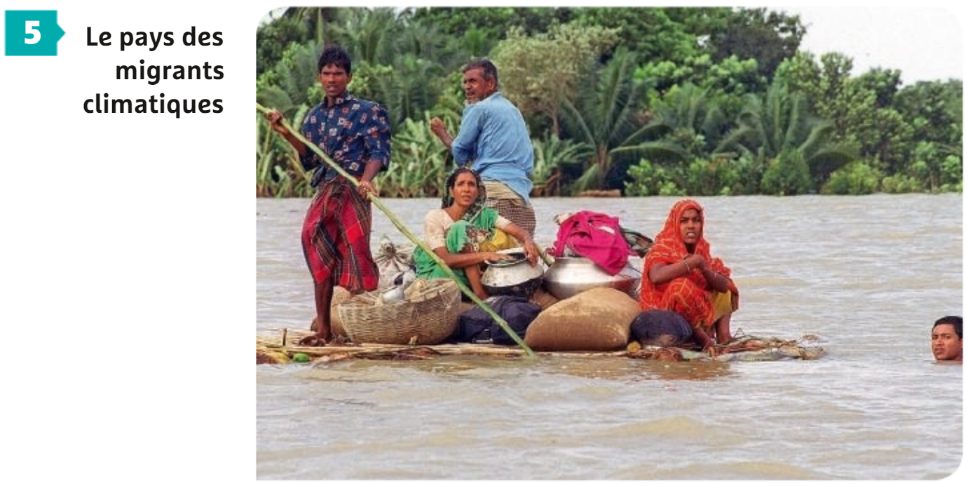 5
Le pays des
migrants
climatiques